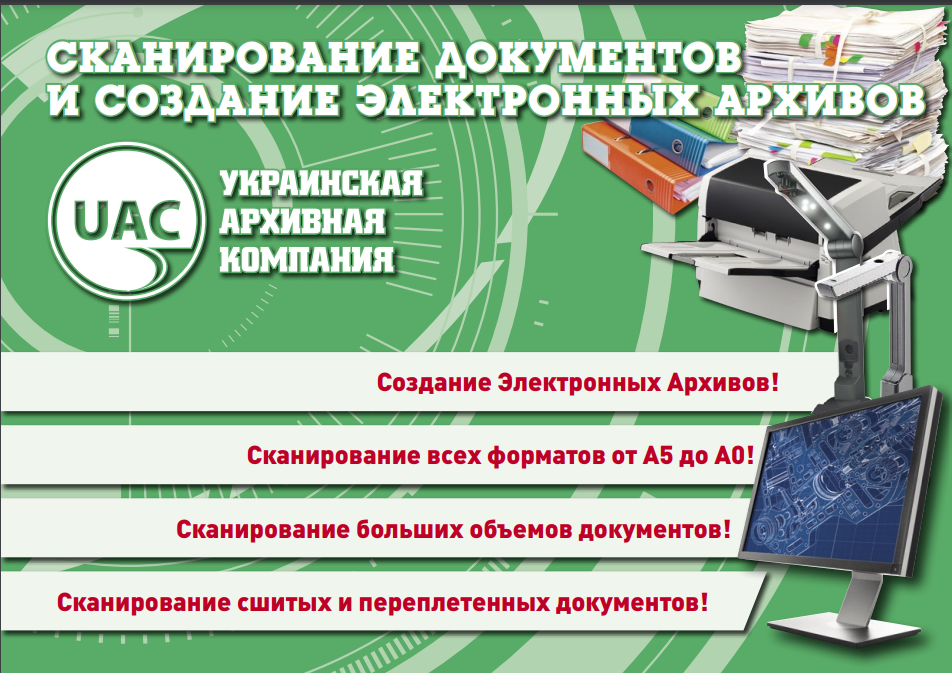 СКАНИРОВАНИЕ ДОКУМЕНТОВ
И СОЗДАНИЕ ЭЛЕКТРОННЫХ АРХИВОВ
UAC
УКРАИНСКАЯ
АРХИВНАЯ
КОМПАНИЯ
Создание Электронных Архивов!
Сканирование всех форматов от А5 до А0!
Сканирование больших объемов документов!
Сканирование сшитых и переплетенных документов!